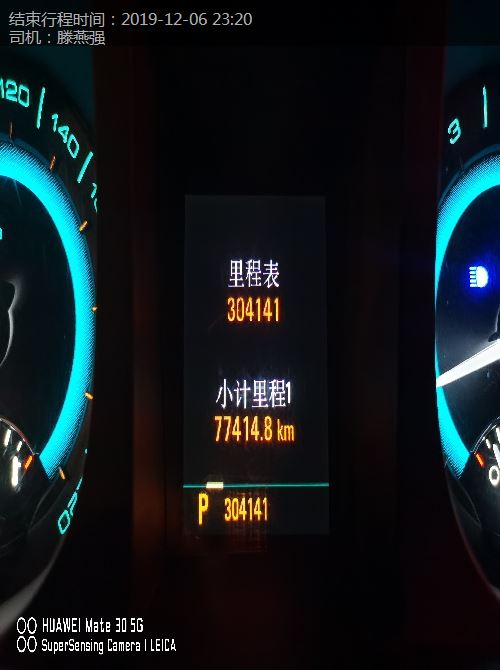 结束行程时间：2019-12-06 23:20
司机：滕燕强
120
140
3
里程表
304141
小计里程1
77414.8 km
P 304141
HUAWEI Mate 30 5G
SuperSensing Camera | LEICA